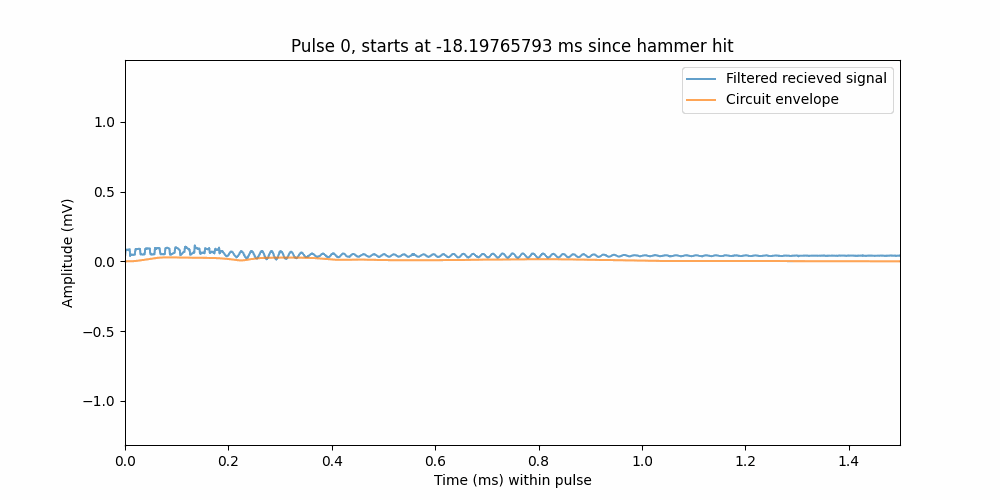 Pulse 0, starts at -18.19765793 ms since hammer hit
Filtered recieved signal
Circuit envelope
Amplitude (mV)
1.0
0.5
0.0
−0.5
−1.0
0.0 0.2 0.4 0.6 0.8 1.0 1.2 1.4
Time (ms) within pulse